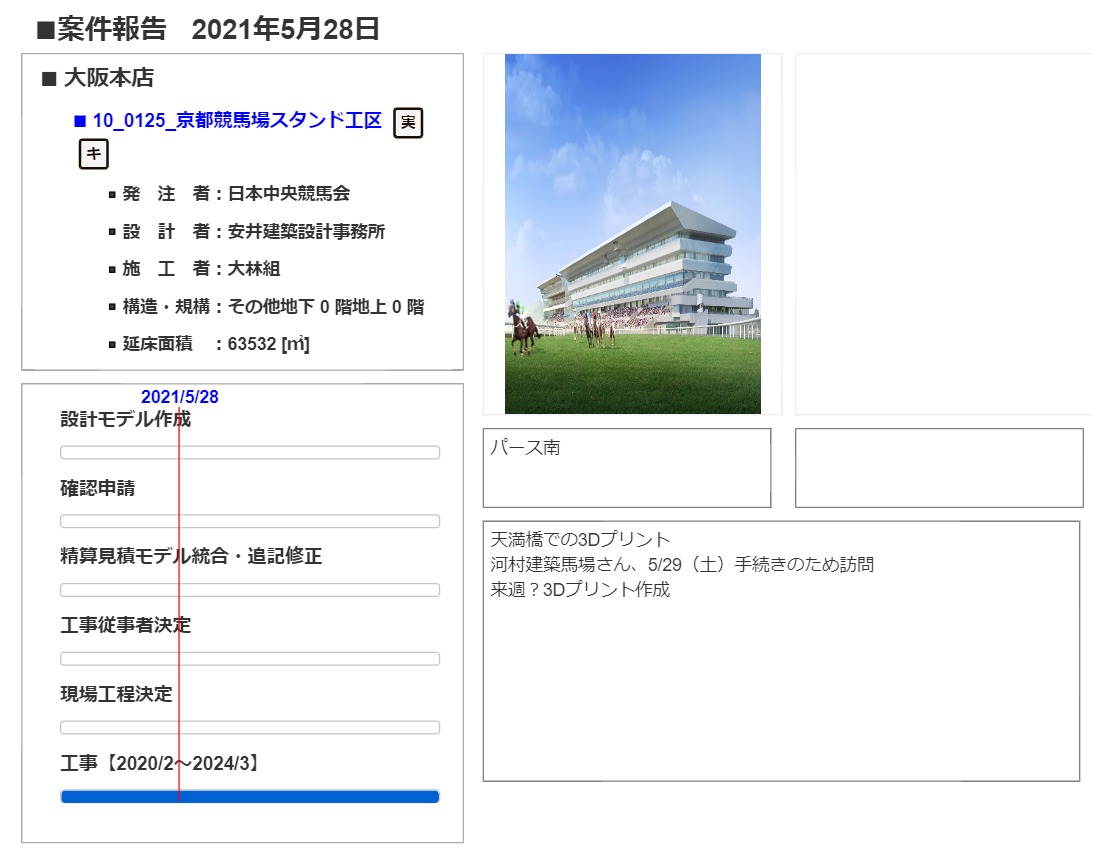 ■案件報告 2021年5月28日
■ 大阪本店
■ 10_0125_京都競馬場スタンド工区 実
キ
▪ 発 注 者:日本中央競馬会
▪ 設 計 者:安井建築設計事務所
▪ 施 工 者:大林組
▪ 構造・規構:その他地下 0 階地上 0 階
▪ 延床面積 :63532 [㎡]
2021/5/28
設計モデル作成
確認申請
精算見積モデル統合・追記修正
工事従事者決定
現場工程決定
工事【2020/2～2024/3】
パース南
天満橋での3Dプリント
河村建築馬場さん、5/29（土）手続きのため訪問
来週？3Dプリント作成